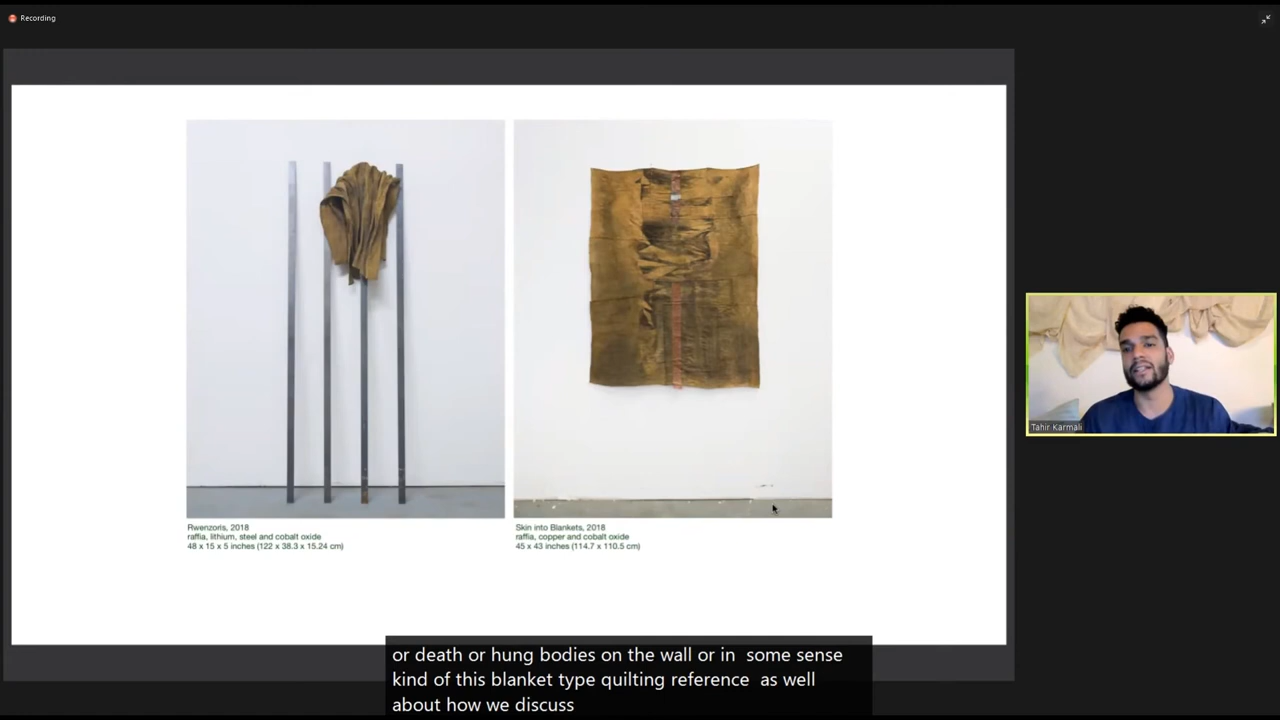 Recording
Rwenzoris, 2018
raffia, lithium, steel and cobalt oxide
48 x 15 x 5 inches (122 x 38.3 x 15.24 cm)
Skin into Blankets, 2018
raffia, copper and cobalt oxide
45 x 43 inches (114.7 x 110.5 cm)
Tahir Karmali
or death or hung bodies on the wall or in some sense
kind of this blanket type quilting reference as well
about how we discuss